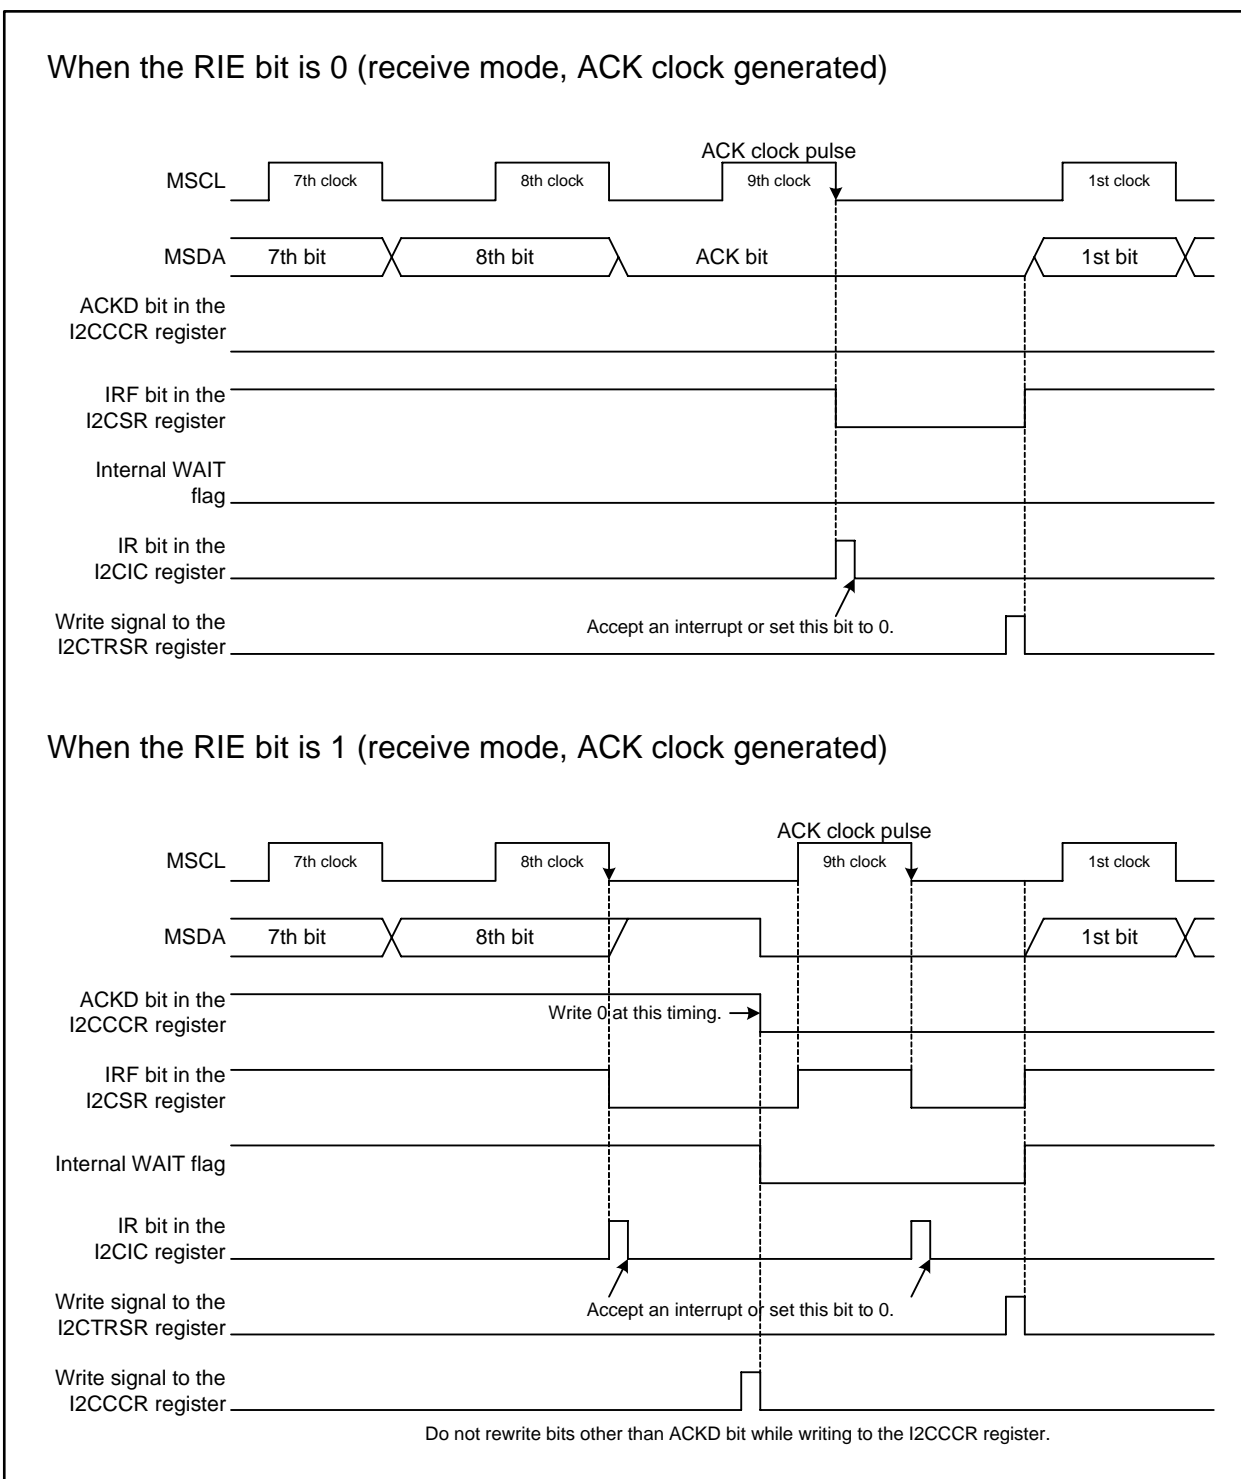 When the RIE bit is 0 (receive mode, ACK clock generated)
ACK clock pulse
MSCL
7th clock
8th clock
9th clock
1st clock
MSDA
7th bit
8th bit
ACK bit
1st bit
ACKD bit in the
I2CCCR register
IRF bit in the
I2CSR register
Internal WAIT
flag
IR bit in the
I2CIC register
Accept an interrupt or set this bit to 0.
Write signal to the
I2CTRSR register
When the RIE bit is 1 (receive mode, ACK clock generated)
ACK clock pulse
MSCL
7th clock
8th clock
9th clock
1st clock
MSDA
7th bit
8th bit
1st bit
ACKD bit in the
I2CCCR register
Write 0 at this timing.
IRF bit in the
I2CSR register
Internal WAIT flag
IR bit in the
I2CIC register
Accept an interrupt or set this bit to 0.
Write signal to the
I2CTRSR register
Write signal to the
I2CCCR register
Do not rewrite bits other than ACKD bit while writing to the I2CCCR register.